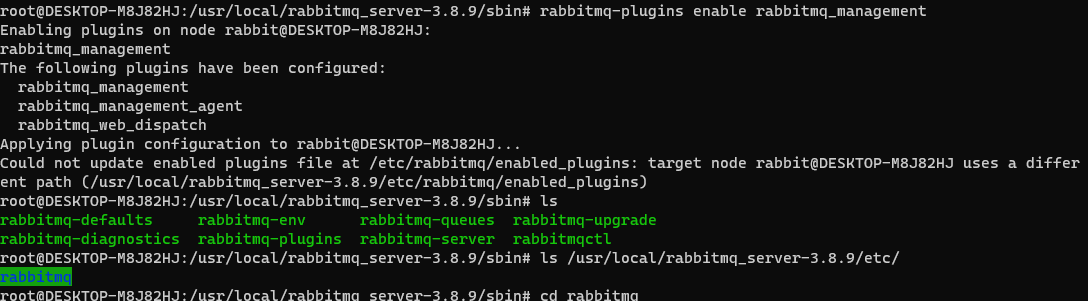 root@DESKTOP-M8J82HJ:/usr/local/rabbitmq_server-3.8.9/sbin# rabbitmq-plugins enable rabbitmq_management
Enabling plugins on node rabbit@DESKTOP-M8J82HJ:
rabbitmq_management
The following plugins have been configured:
  rabbitmq_management
  rabbitmq_management_agent
  rabbitmq_web_dispatch
Applying plugin configuration to rabbit@DESKTOP-M8J82HJ...
Could not update enabled plugins file at /etc/rabbitmq/enabled_plugins: target node rabbit@DESKTOP-M8J82HJ uses a differ
ent path (/usr/local/rabbitmq_server-3.8.9/etc/rabbitmq/enabled_plugins)
root@DESKTOP-M8J82HJ:/usr/local/rabbitmq_server-3.8.9/sbin# ls
rabbitmq-defaults     rabbitmq-env      rabbitmq-queues  rabbitmq-upgrade
rabbitmq-diagnostics  rabbitmq-plugins  rabbitmq-server  rabbitmqctl
root@DESKTOP-M8J82HJ:/usr/local/rabbitmq_server-3.8.9/sbin# ls /usr/local/rabbitmq_server-3.8.9/etc/
rabbitmq
root@DESKTOP-M8J82HJ:/usr/local/rabbitmq_server-3.8.9/sbin# cd rabbitmq